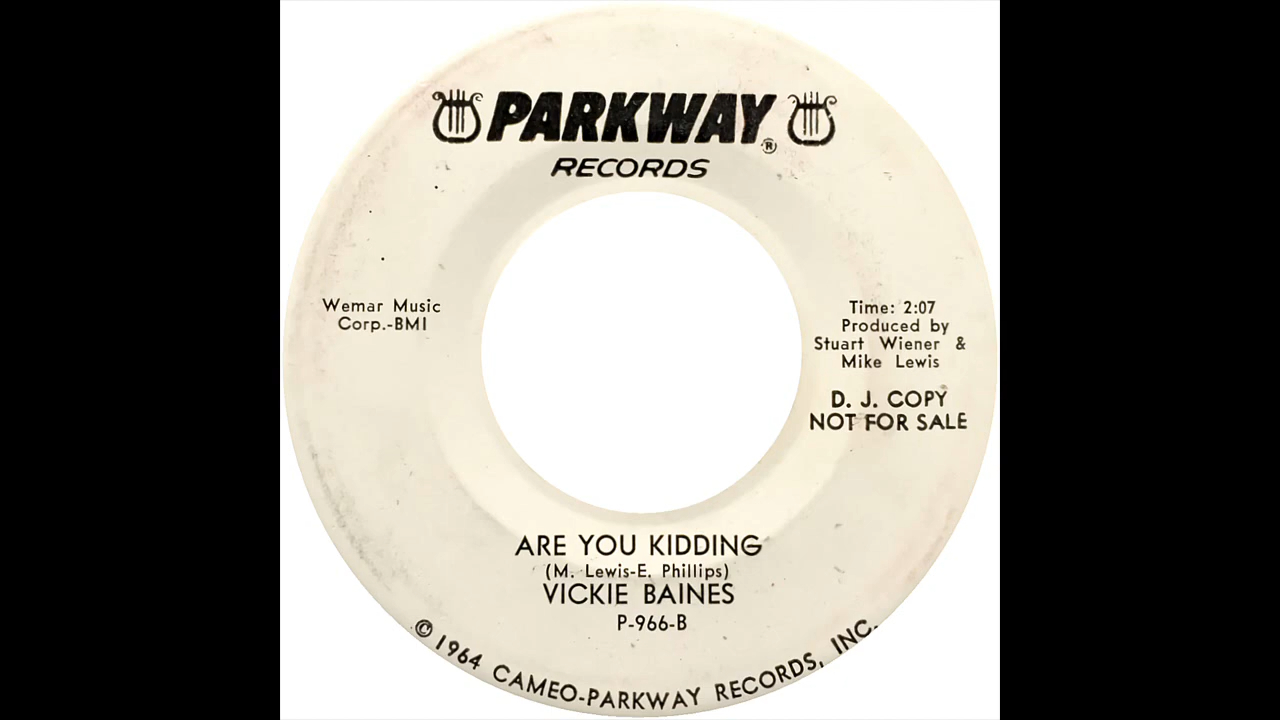 PARKWAY®
RECORDS
Wemar Music
Corp.-BMI
Time: 2:07
Produced by
Stuart Wiener &
Mike Lewis
D. J. COPY
NOT FOR SALE
ARE YOU KIDDING
(M. Lewis-E. Phillips)
VICKIE BAINES
P-966-B
© 1964 CAMEO-PARKWAY RECORDS, INC.